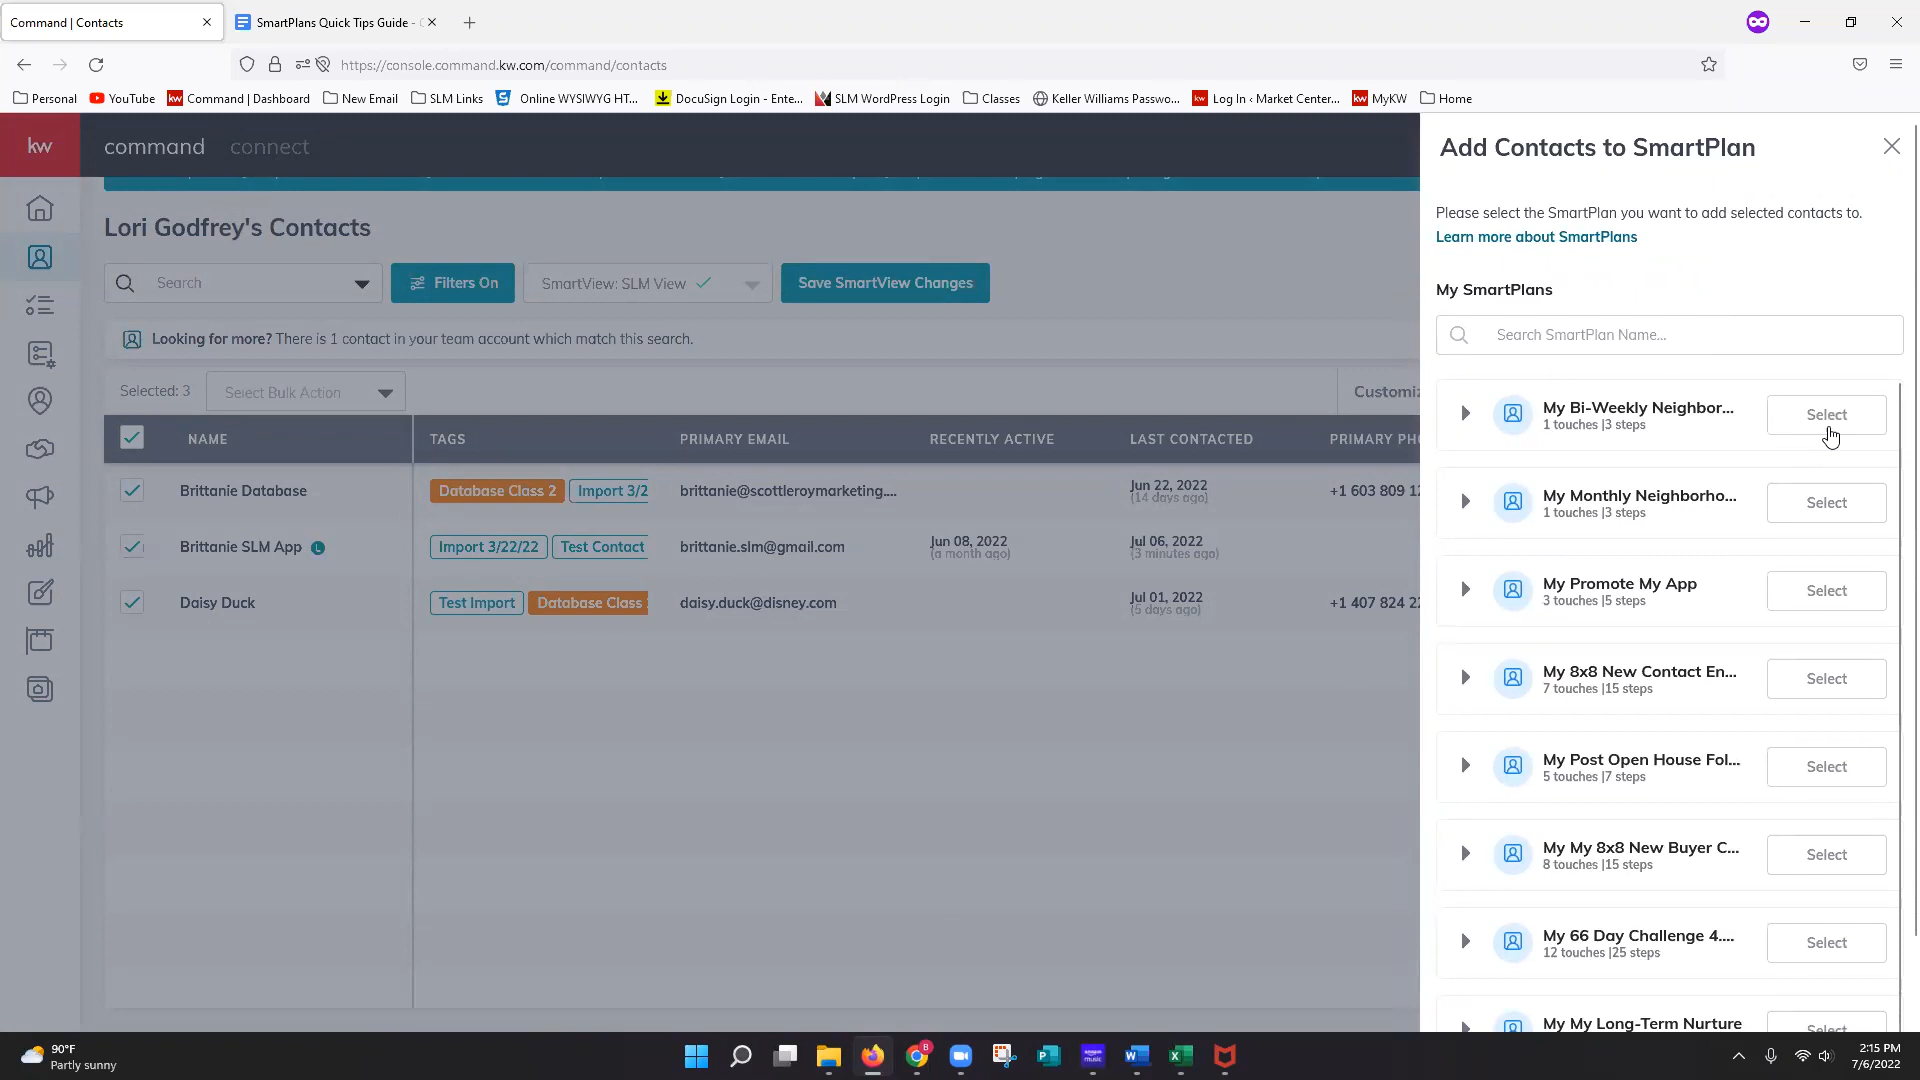 Command | Contacts
SmartPlans Quick Tips Guide -
https://console.command.kw.com/command/contacts
Personal YouTube kw Command | Dashboard New Email SLM Links Online WYSIWYG HT... DocuSign Login - Ente... SLM WordPress Login Classes Keller Williams Passwo... kw Log In ‹ Market Center... kw MyKW Home
kw command connect
Add Contacts to SmartPlan
Please select the SmartPlan you want to add selected contacts to.
Learn more about SmartPlans
Lori Godfrey's Contacts
Search
Filters On
SmartView: SLM View
Save SmartView Changes
My SmartPlans
Search SmartPlan Name...
Looking for more? There is 1 contact in your team account which match this search.
Selected: 3
Select Bulk Action
Customiz
NAME TAGS PRIMARY EMAIL RECENTLY ACTIVE LAST CONTACTED PRIMARY PHO
Brittanie Database Database Class 2 Import 3/2 brittanie@scottleroymarketing.... Jun 22, 2022 +1 603 809 12
(14 days ago)
Brittanie SLM App L Import 3/22/22 Test Contact brittanie.slm@gmail.com Jun 08, 2022 Jul 06, 2022
(a month ago) (3 minutes ago)
Daisy Duck Test Import Database Class daisy.duck@disney.com Jul 01, 2022 +1 407 824 22
(5 days ago)
My Bi-Weekly Neighbor...
1 touches |3 steps
Select
My Monthly Neighborho...
1 touches |3 steps
Select
My Promote My App
3 touches |5 steps
Select
My 8x8 New Contact En...
7 touches |15 steps
Select
My Post Open House Fol...
5 touches |7 steps
Select
My My 8x8 New Buyer C...
8 touches |15 steps
Select
My 66 Day Challenge 4....
12 touches |25 steps
Select
My My Long-Term Nurture
Select
90°F
Partly sunny
2:15 PM
7/6/2022